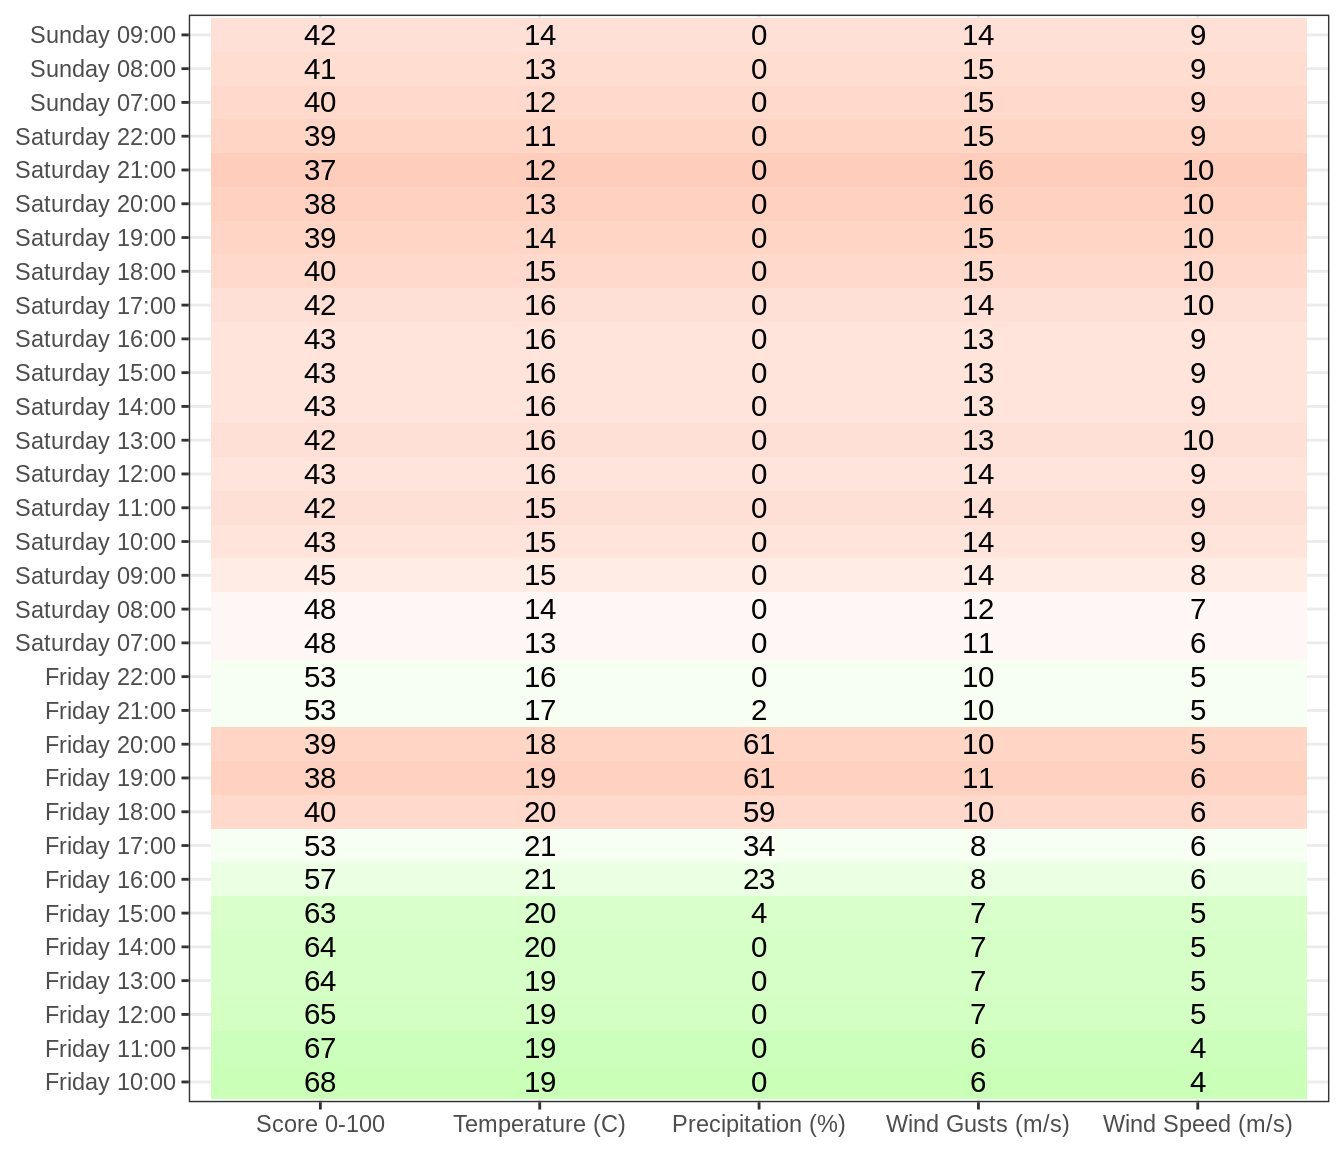 Sunday 09:00 42 14 0 14 9
Sunday 08:00 41 13 0 15 9
Sunday 07:00 40 12 0 15 9
Saturday 22:00 39 11 0 15 9
Saturday 21:00 37 12 0 16 10
Saturday 20:00 38 13 0 16 10
Saturday 19:00 39 14 0 15 10
Saturday 18:00 40 15 0 15 10
Saturday 17:00 42 16 0 14 10
Saturday 16:00 43 16 0 13 9
Saturday 15:00 43 16 0 13 9
Saturday 14:00 43 16 0 13 9
Saturday 13:00 42 16 0 13 10
Saturday 12:00 43 16 0 14 9
Saturday 11:00 42 15 0 14 9
Saturday 10:00 43 15 0 14 9
Saturday 09:00 45 15 0 14 8
Saturday 08:00 48 14 0 12 7
Saturday 07:00 48 13 0 11 6
Friday 22:00 53 16 0 10 5
Friday 21:00 53 17 2 10 5
Friday 20:00 39 18 61 10 5
Friday 19:00 38 19 61 11 6
Friday 18:00 40 20 59 10 6
Friday 17:00 53 21 34 8 6
Friday 16:00 57 21 23 8 6
Friday 15:00 63 20 4 7 5
Friday 14:00 64 20 0 7 5
Friday 13:00 64 19 0 7 5
Friday 12:00 65 19 0 7 5
Friday 11:00 67 19 0 6 4
Friday 10:00 68 19 0 6 4
Score 0-100 Temperature (C) Precipitation (%) Wind Gusts (m/s) Wind Speed (m/s)